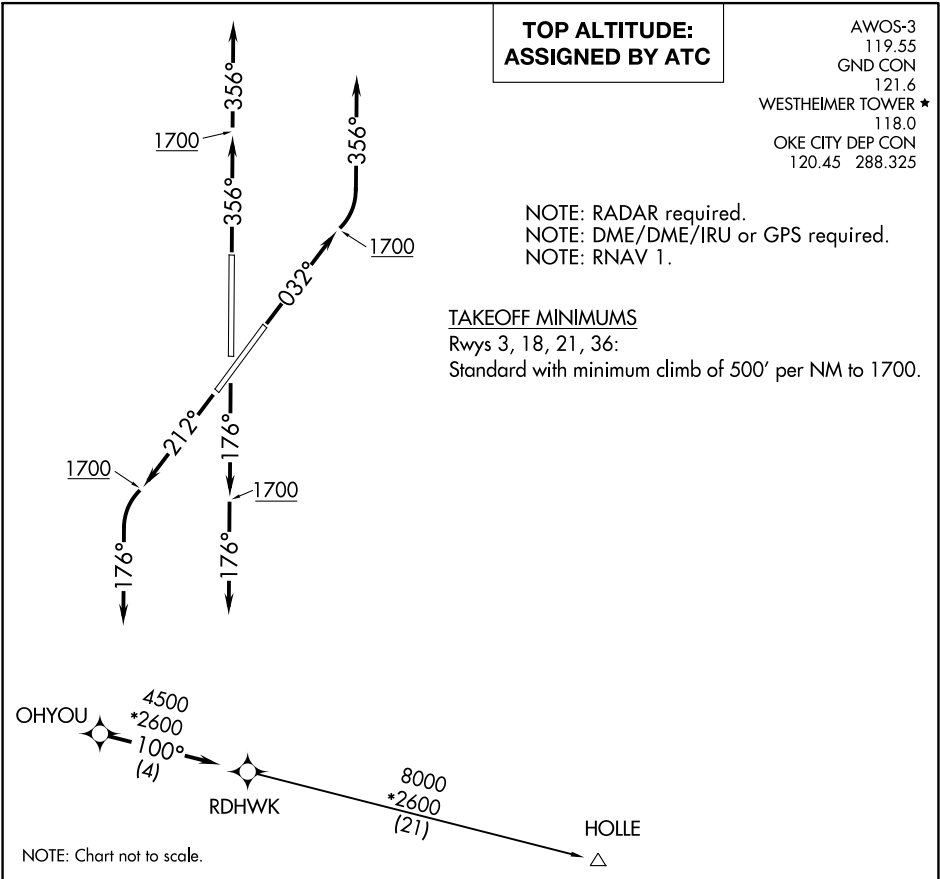 TOP ALTITUDE:
ASSIGNED BY ATC
AWOS-3
119.55
GND CON
121.6
WESTHEIMER TOWER ★
118.0
OKE CITY DEP CON
120.45 288.325
NOTE: RADAR required.
NOTE: DME/DME/IRU or GPS required.
NOTE: RNAV 1.
TAKEOFF MINIMUMS
Rwys 3, 18, 21, 36:
Standard with minimum climb of 500' per NM to 1700.
356°
1700
356°
356°
1700
032°
212°
1700
176°
176°
1700
176°
OHYOU
4500
*2600
100°
(4)
RDHWK
8000
*2600
(21)
HOLLE
NOTE: Chart not to scale.